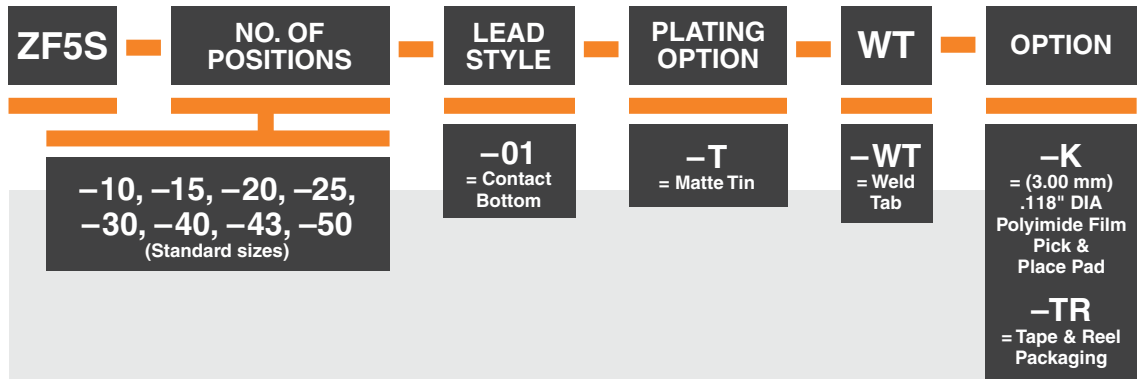 ZF5S
NO. OF
POSITIONS
LEAD
STYLE
PLATING
OPTION
WT
OPTION
–10, –15, –20, –25,
–30, –40, –43, –50
(Standard sizes)
–01
= Contact
Bottom
–T
= Matte Tin
–WT
= Weld
Tab
–K
= (3.00 mm)
.118" DIA
Polyimide Film
Pick &
Place Pad
–TR
= Tape & Reel
Packaging